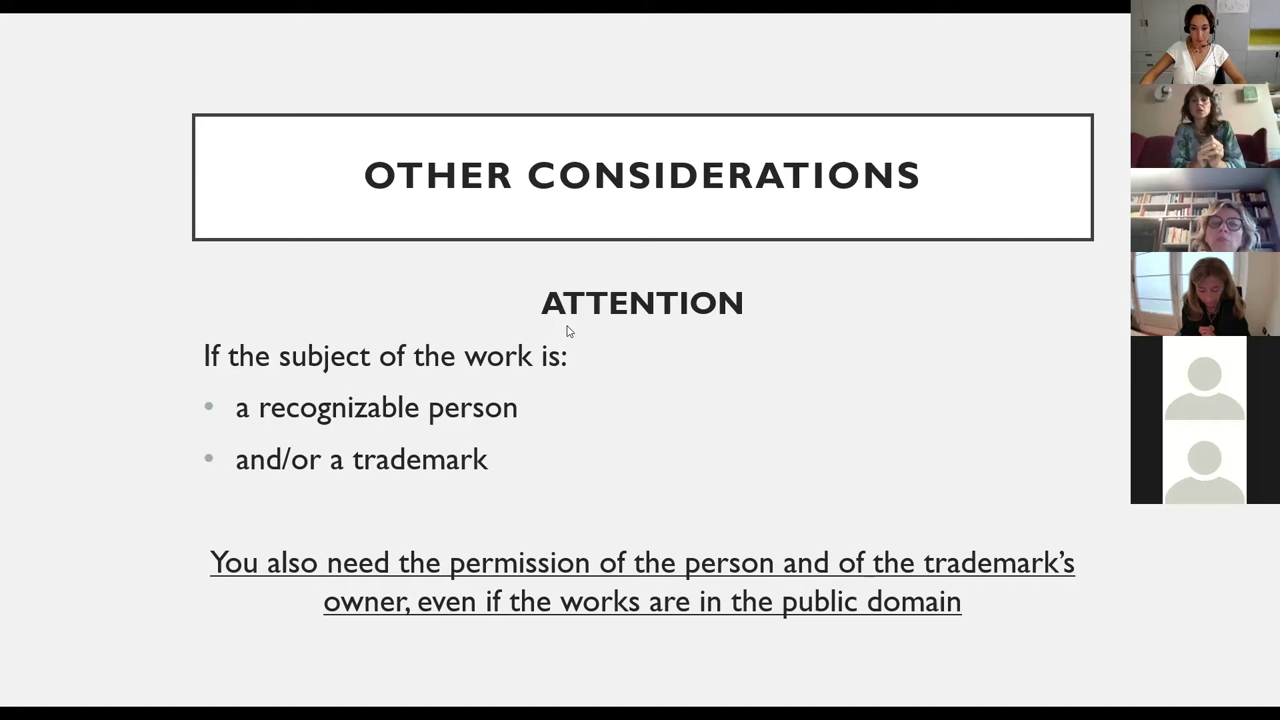 OTHER CONSIDERATIONS
ATTENTION
If the subject of the work is:
• a recognizable person
• and/or a trademark
You also need the permission of the person and of the trademark's
owner, even if the works are in the public domain